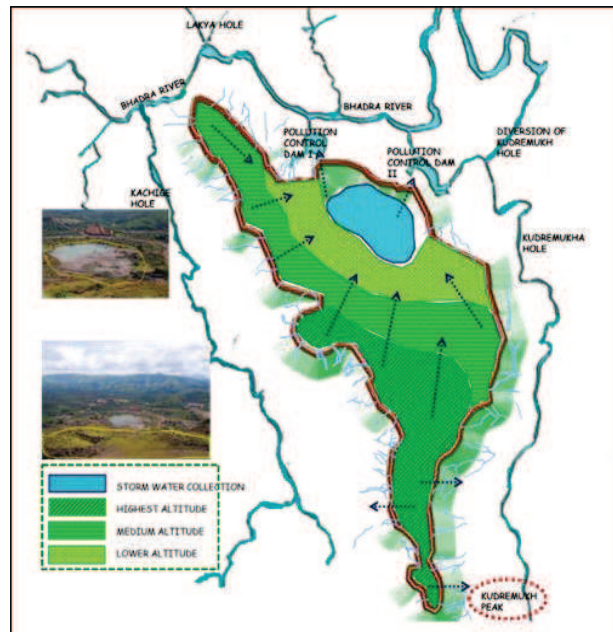 LAKYA HOLE
BHADRA RIVER
BHADRA RIVER
POLLUTION
CONTROL
DAM I
POLLUTION
CONTROL DAM
II
DIVERSION OF
KUDREMUKH
HOLE
KACHIGE
HOLE
KUDREMUKHA
HOLE
STORM WATER COLLECTION
HIGHEST ALTITUDE
MEDIUM ALTITUDE
LOWER ALTITUDE
KUDREMUKH
PEAK